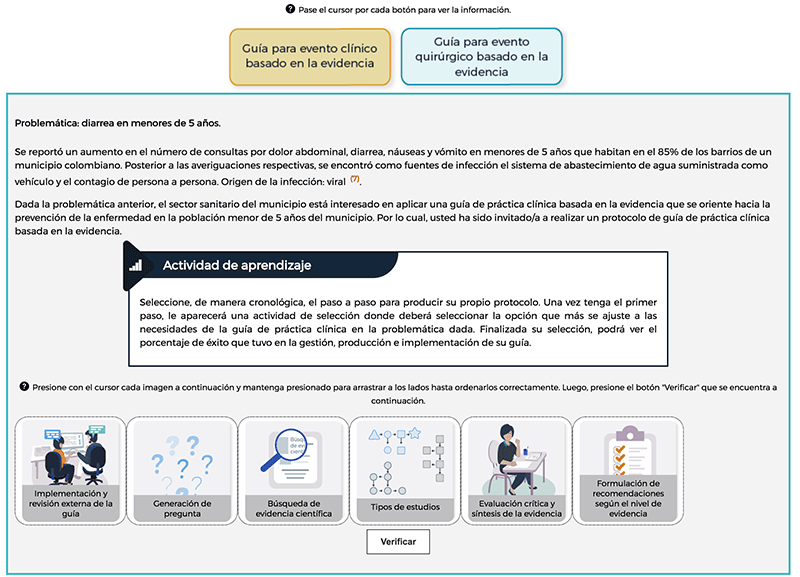 Pase el cursor por cada botón para ver la información.
Guía para evento clínico
basado en la evidencia
Guía para evento
quirúrgico basado en la
evidencia
Problemática: diarrea en menores de 5 años.
Se reportó un aumento en el número de consultas por dolor abdominal, diarrea, náuseas y vómito en menores de 5 años que habitan en el 85% de los barrios de un
municipio colombiano. Posterior a las averiguaciones respectivas, se encontró como fuentes de infección el sistema de abastecimiento de agua suministrada como
vehículo y el contagio de persona a persona. Origen de la infección: viral (7).
Dada la problemática anterior, el sector sanitario del municipio está interesado en aplicar una guía de práctica clínica basada en la evidencia que se oriente hacia la
prevención de la enfermedad en la población menor de 5 años del municipio. Por lo cual, usted ha sido invitado/a a realizar un protocolo de guía de práctica clínica
basada en la evidencia.
Actividad de aprendizaje
Seleccione, de manera cronológica, el paso a paso para producir su propio protocolo. Una vez tenga el primer
paso, le aparecerá una actividad de selección donde deberá seleccionar la opción que más se ajuste a las
necesidades de la guía de práctica clínica en la problemática dada. Finalizada su selección, podrá ver el
porcentaje de éxito que tuvo en la gestión, producción e implementación de su guía.
Presione con el cursor cada imagen a continuación y mantenga presionado para arrastrar a los lados hasta ordenarlos correctamente. Luego, presione el botón "Verificar" que se encuentra a
continuación.
Implementación y
revisión externa de la
guía
Generación de
pregunta
Búsqueda de
evidencia científica
Tipos de estudios
Evaluación crítica y
síntesis de la evidencia
Formulación de
recomendaciones
según el nivel de
evidencia
Verificar